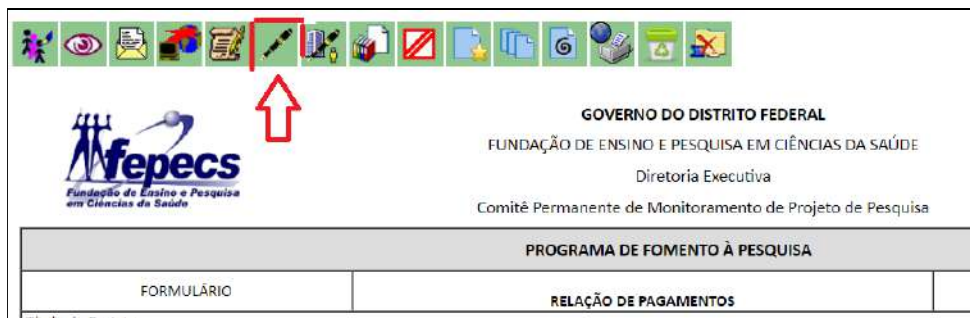 fepecs
Fundação de Ensino e Pesquisa
em Ciências da Saúde
GOVERNO DO DISTRITO FEDERAL
FUNDAÇÃO DE ENSINO E PESQUISA EM CIÊNCIAS DA SAÚDE
Diretoria Executiva
Comitê Permanente de Monitoramento de Projeto de Pesquisa
PROGRAMA DE FOMENTO À PESQUISA
FORMULÁRIO
RELAÇÃO DE PAGAMENTOS